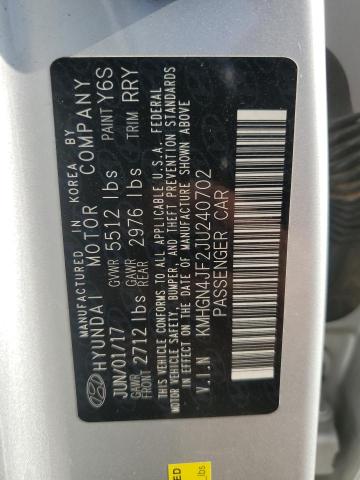 MANUFACTURED IN KOREA BY
HYUNDAI MOTOR COMPANY
JUN/01/17 GVWR 5512 lbs PAINT Y6S
GAWR FRONT 2712 lbs GAWR REAR 2976 lbs TRIM RRY
THIS VEHICLE CONFORMS TO ALL APPLICABLE U.S.A. FEDERAL
MOTOR VEHICLE SAFETY, BUMPER, AND THEFT PREVENTION STANDARDS
IN EFFECT ON THE DATE OF MANUFACTURE SHOWN ABOVE.
V.I.N KMHGN4JF2JU240702
PASSENGER CAR
lbs